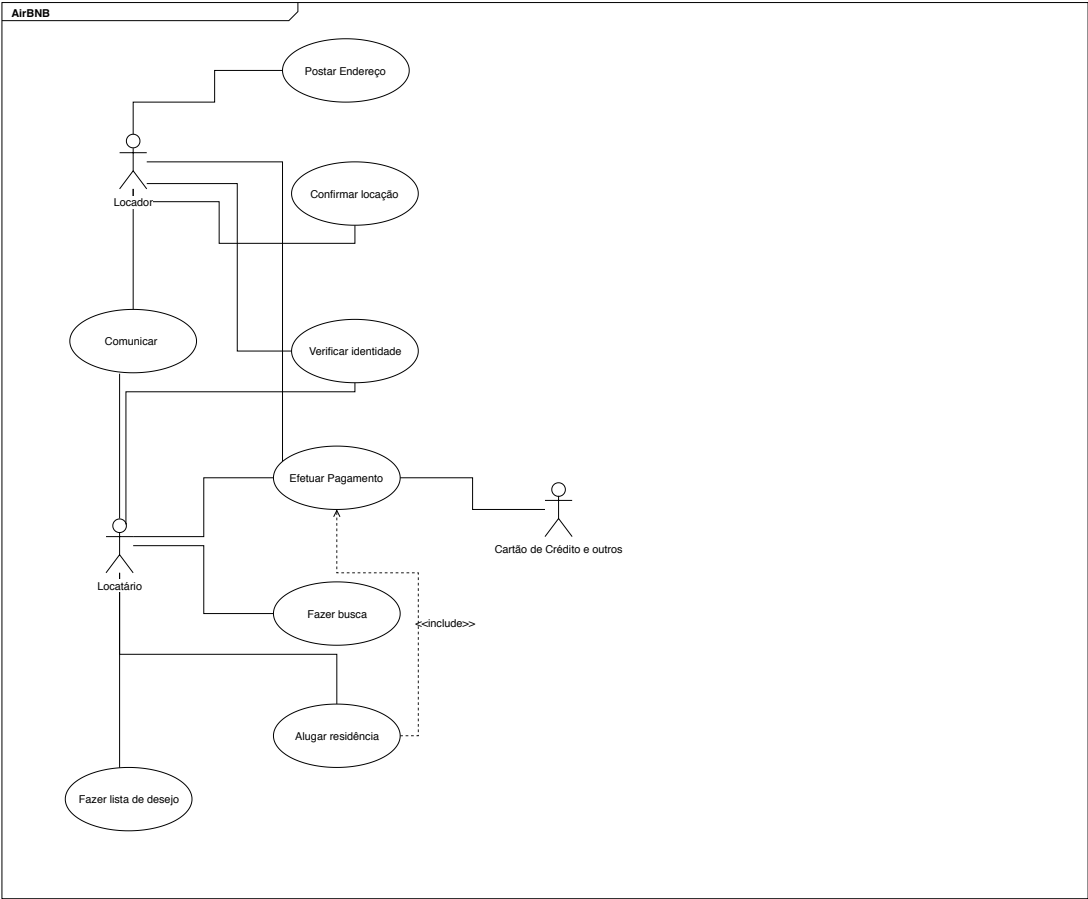 AirBNB
Postar Endereço
Confirmar locação
Locador
Comunicar
Verificar identidade
Efetuar Pagamento
Cartão de Crédito e outros
Locatário
Fazer busca
<<include>>
Alugar residência
Fazer lista de desejo